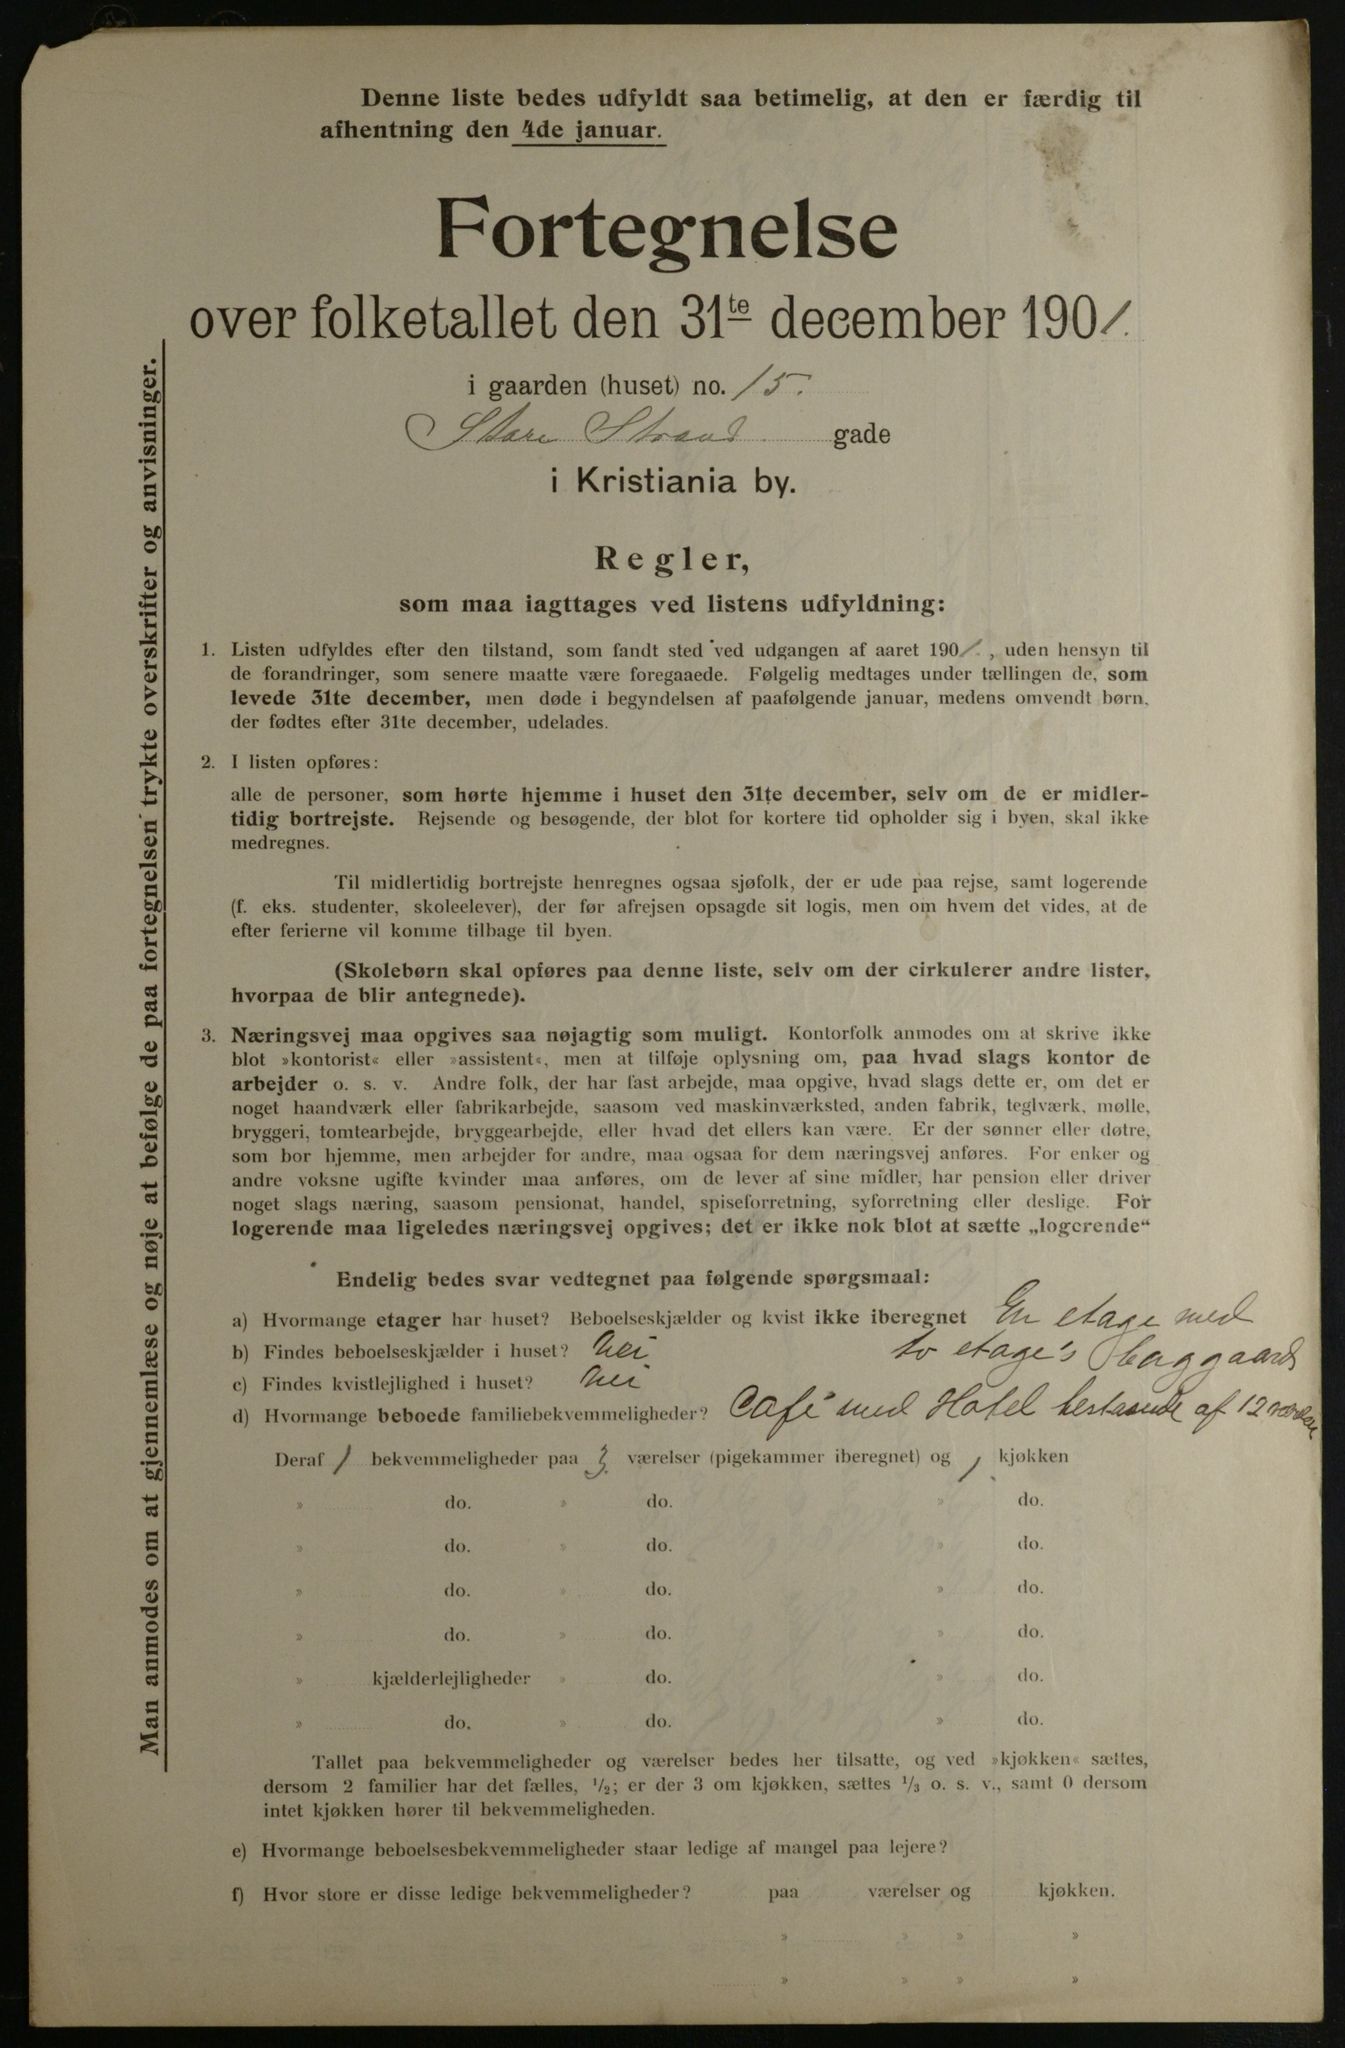 Denne liste bedes udfyldt saa betimelig, at den er færdig til
afhentning den 4de januar.
Fortegnelse
over folketallet den 31te december 1901.
i gaarden (huset) no. 15.
Store Strand gade
i Kristiania by.
Regler,
som maa iagttages ved listens udfyldning:
1. Listen udfyldes efter den tilstand, som fandt sted ved udgangen af aaret 1901., uden hensyn til
de forandringer, som senere maatte være foregaaede. Følgelig medtages under tællingen de, som
levede 31te december, men døde i begyndelsen af paafølgende januar, medens omvendt børn,
der fødtes efter 31te december, udelades.
2. I listen opføres:
alle de personer, som hørte hjemme i huset den 31te december, selv om de er midler-
tidig bortrejste. Rejsende og besøgende, der blot for kortere tid opholder sig i byen, skal ikke
medregnes.
Til midlertidig bortrejste henregnes ogsaa sjøfolk, der er ude paa rejse, samt logerende
(f. eks. studenter, skoleelever), der før afrejsen opsagde sit logis, men om hvem det vides, at de
efter ferierne vil komme tilbage til byen.
(Skolebørn skal opføres paa denne liste, selv om der cirkulerer andre lister,
hvorpaa de blir antegnede).
3. Næringsvej maa opgives saa nøjagtig som muligt. Kontorfolk anmodes om at skrive ikke
blot »kontorist« eller »assistent«, men at tilføje oplysning om, paa hvad slags kontor de
arbejder o. s. v. Andre folk, der har fast arbejde, maa opgive, hvad slags dette er, om det er
noget haandværk eller fabrikarbejde, saasom ved maskinværksted, anden fabrik, teglværk, mølle,
bryggeri, tomtearbejde, bryggearbejde, eller hvad det ellers kan være. Er der sønner eller døtre,
som bor hjemme, men arbejder for andre, maa ogsaa for dem næringsvej anføres. For enker og
andre voksne ugifte kvinder maa anføres, om de lever af sine midler, har pension eller driver
noget slags næring, saasom pensionat, handel, spiseforretning, syforretning eller deslige. For
logerende maa ligeledes næringsvej opgives; det er ikke nok blot at sætte „logerende“
Endelig bedes svar vedtegnet paa følgende spørgsmaal:
a) Hvormange etager har huset? Beboelseskjælder og kvist ikke iberegnet En etage med
b) Findes beboelseskjælder i huset? Nei to etage's Baggaard
c) Findes kvistlejlighed i huset? Nei
d) Hvormange beboede familiebekvemmeligheder? Café med Hotel bestaaende af 12
Deraf 1 bekvemmeligheder paa 3 værelser (pigekammer iberegnet) og 1 kjøkken
» do. » do. » do.
» do. » do. » do.
» do. » do. » do.
» do. » do. » do.
» kjælderlejligheder » do. » do.
» do. » do. » do.
Tallet paa bekvemmeligheder og værelser bedes her tilsatte, og ved »kjøkken« sættes,
dersom 2 familier har det fælles, 1/2; er der 3 om kjøkken, sættes 1/3 o. s. v., samt 0 dersom
intet kjøkken hører til bekvemmeligheden.
e) Hvormange beboelsesbekvemmeligheder staar ledige af mangel paa lejere?
f) Hvor store er disse ledige bekvemmeligheder? paa værelser og kjøkken.
» » » »
» » » »
Man anmodes om at gjennemlæse og nøje at befølge de paa fortegnelsen trykte overskrifter og anvisninger.